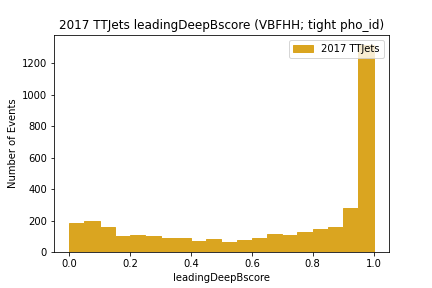 2017 TTJets leadingDeepBscore (VBFHH; tight pho_id)
2017 TTJets
1200
1000
800
600
400
200
0
Number of Events
0.0 0.2 0.4 0.6 0.8 1.0
leadingDeepBscore